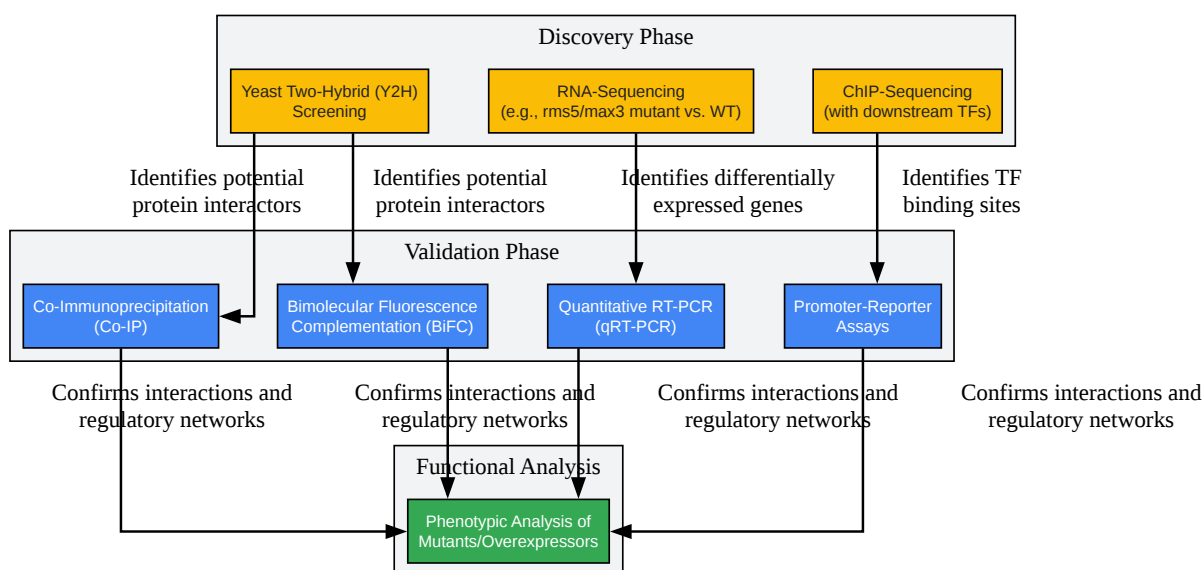 Discovery Phase
Yeast Two-Hybrid (Y2H)
Screening
RNA-Sequencing
(e.g., rms5/max3 mutant vs. WT)
ChIP-Sequencing
(with downstream TFs)
Identifies potential
protein interactors
Identifies potential
protein interactors
Identifies differentially
expressed genes
Identifies TF
binding sites
Validation Phase
Co-Immunoprecipitation
(Co-IP)
Bimolecular Fluorescence
Complementation (BiFC)
Quantitative RT-PCR
(qRT-PCR)
Promoter-Reporter
Assays
Confirms interactions and
regulatory networks
Confirms interactions and
regulatory networks
Confirms interactions and
regulatory networks
Confirms interactions and
regulatory networks
Functional Analysis
Phenotypic Analysis of
Mutants/Overexpressors